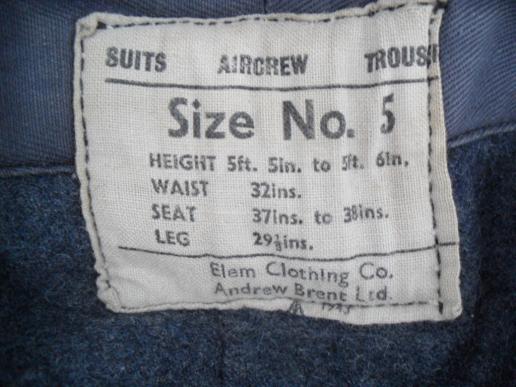 SUITS AIRCREW TROUS
Size No. 5
HEIGHT 5ft. 5in. to 5ft. 6in.
WAIST 32ins.
SEAT 37ins. to 38ins.
LEG 29½ins.
Elem Clothing Co.
Andrew Brent Ltd.